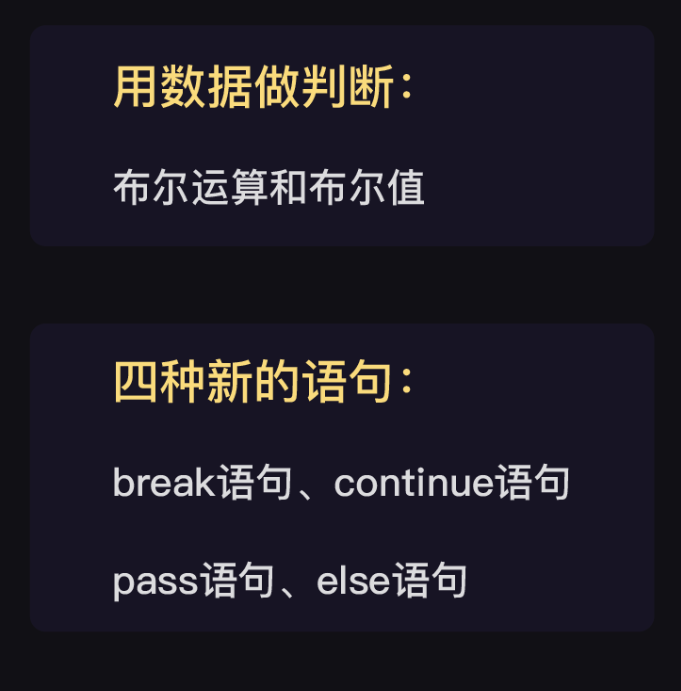 用数据做判断：
布尔运算和布尔值
四种新的语句：
break语句、continue语句
pass语句、else语句